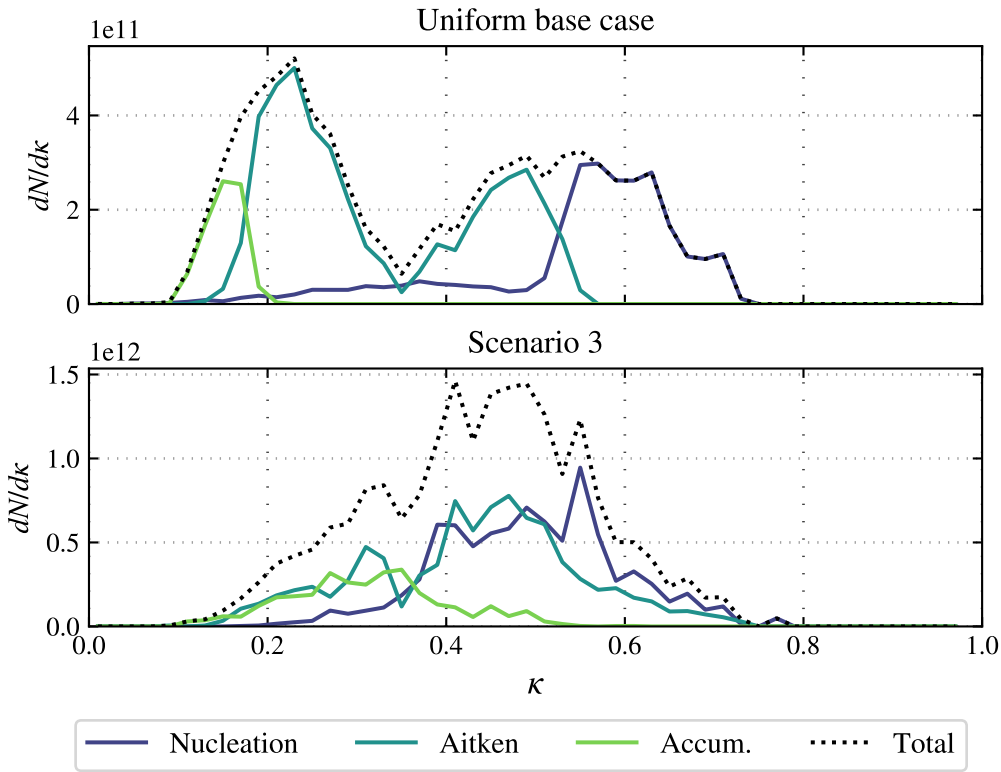 Uniform base case
1e11
4
2
0
dN/dκ
Scenario 3
1e12
1.5
1.0
0.5
0.0
dN/dκ
0.0 0.2 0.4 0.6 0.8 1.0
κ
Nucleation Aitken Accum. Total